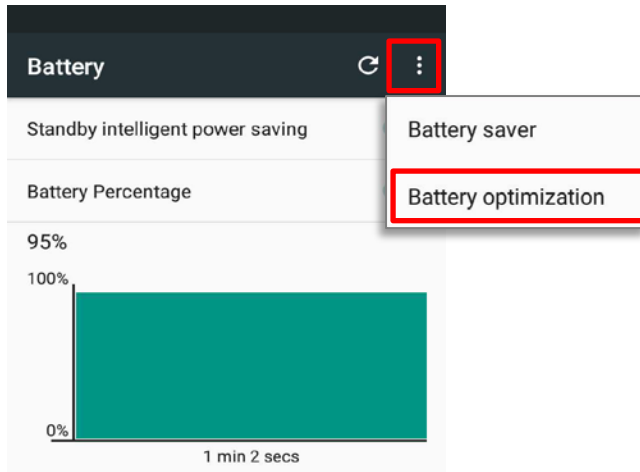 Battery
Standby intelligent power saving
Battery saver
Battery Percentage
Battery optimization
95%
100%
0%
1 min 2 secs